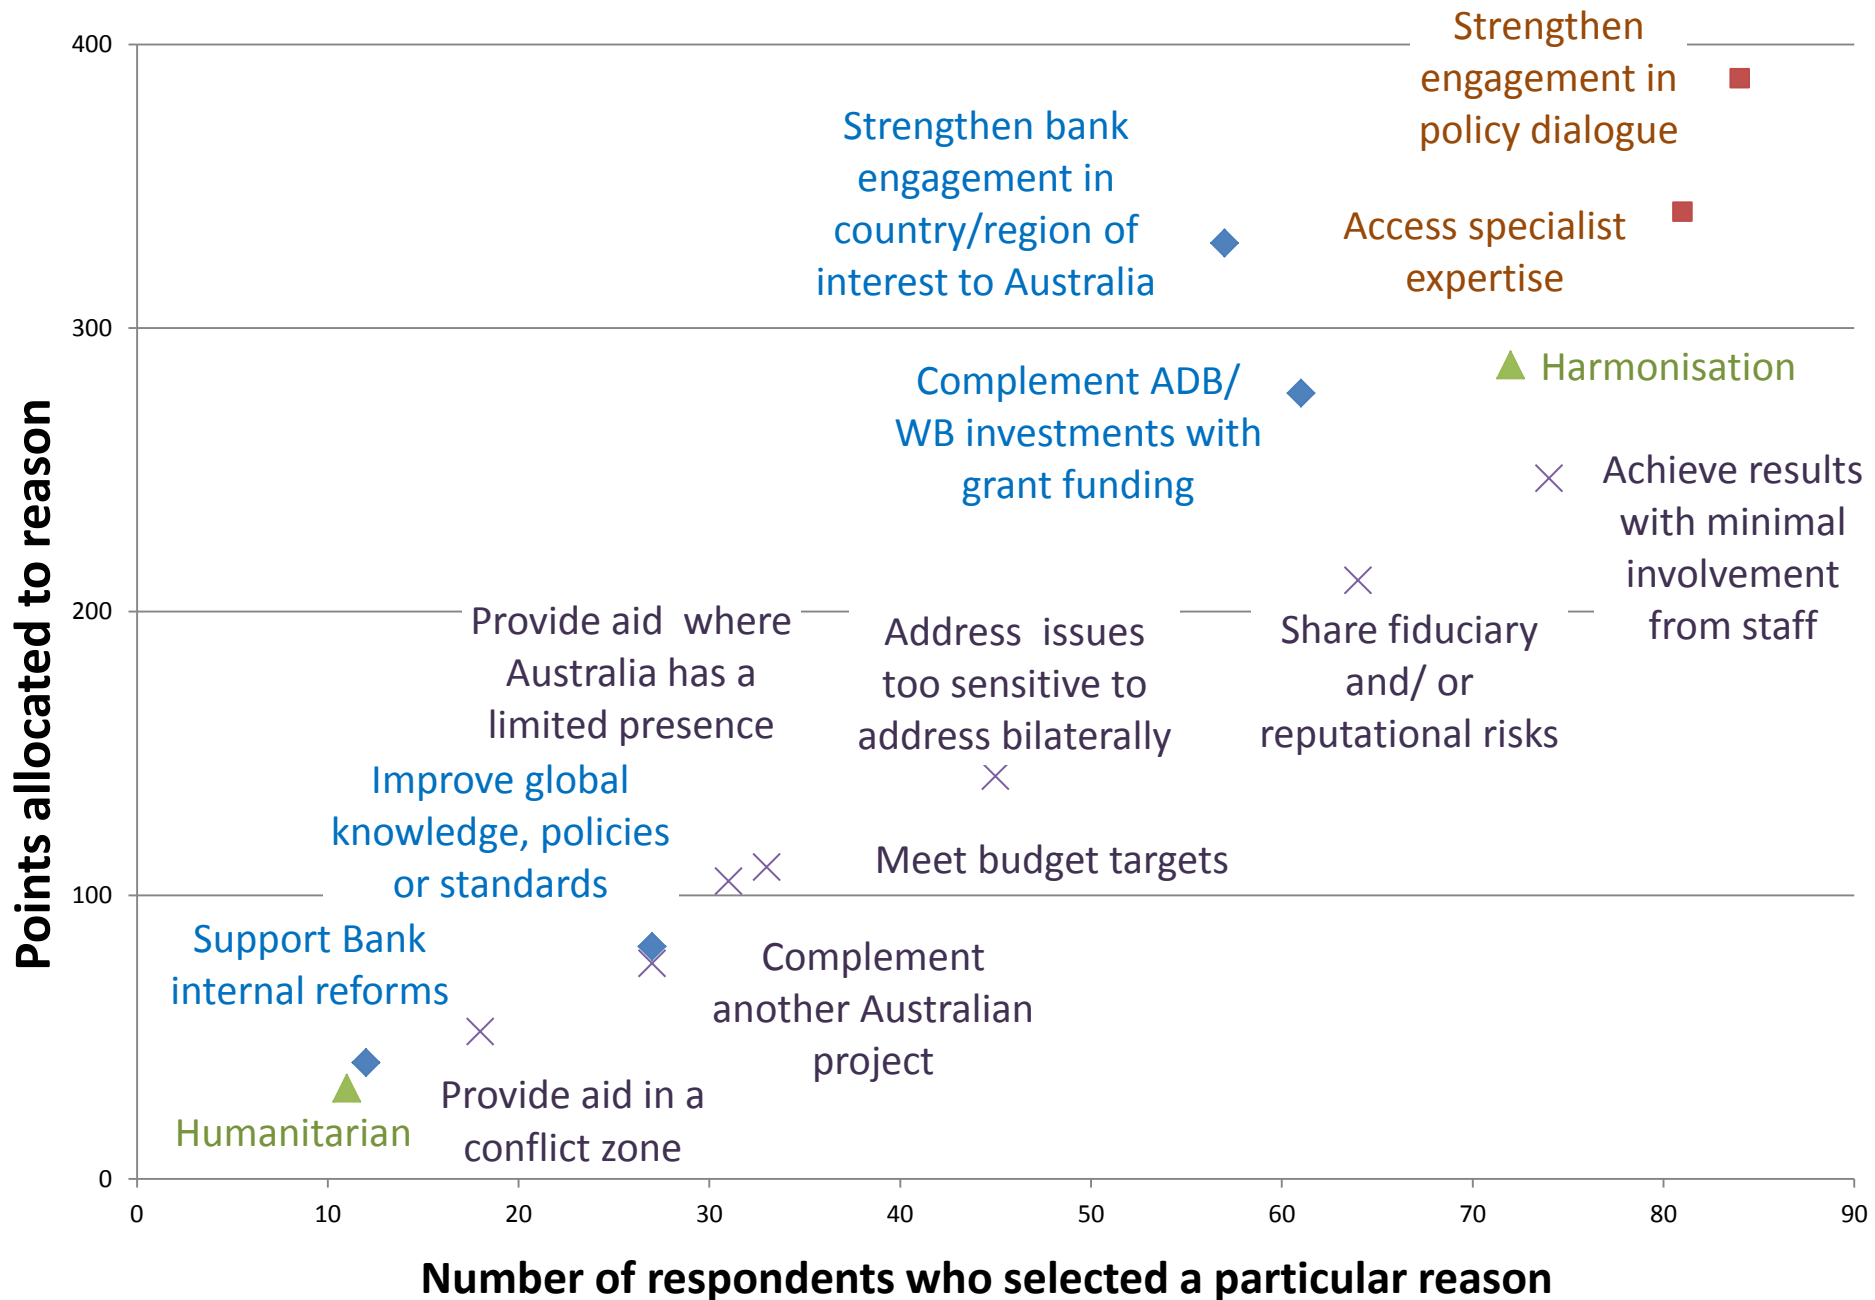 Points allocated to reason
400
300
200
100
0
Strengthen
engagement in
policy dialogue
Strengthen bank
engagement in
country/region of
interest to Australia
Access specialist
expertise
Harmonisation
Complement ADB/
WB investments with
grant funding
Achieve results
with minimal
involvement
from staff
Provide aid where
Australia has a
limited presence
Address issues
too sensitive to
address bilaterally
Share fiduciary
and/ or
reputational risks
Improve global
knowledge, policies
or standards
Meet budget targets
Support Bank
internal reforms
Complement
another Australian
project
Provide aid in a
conflict zone
Humanitarian
0 10 20 30 40 50 60 70 80 90
Number of respondents who selected a particular reason